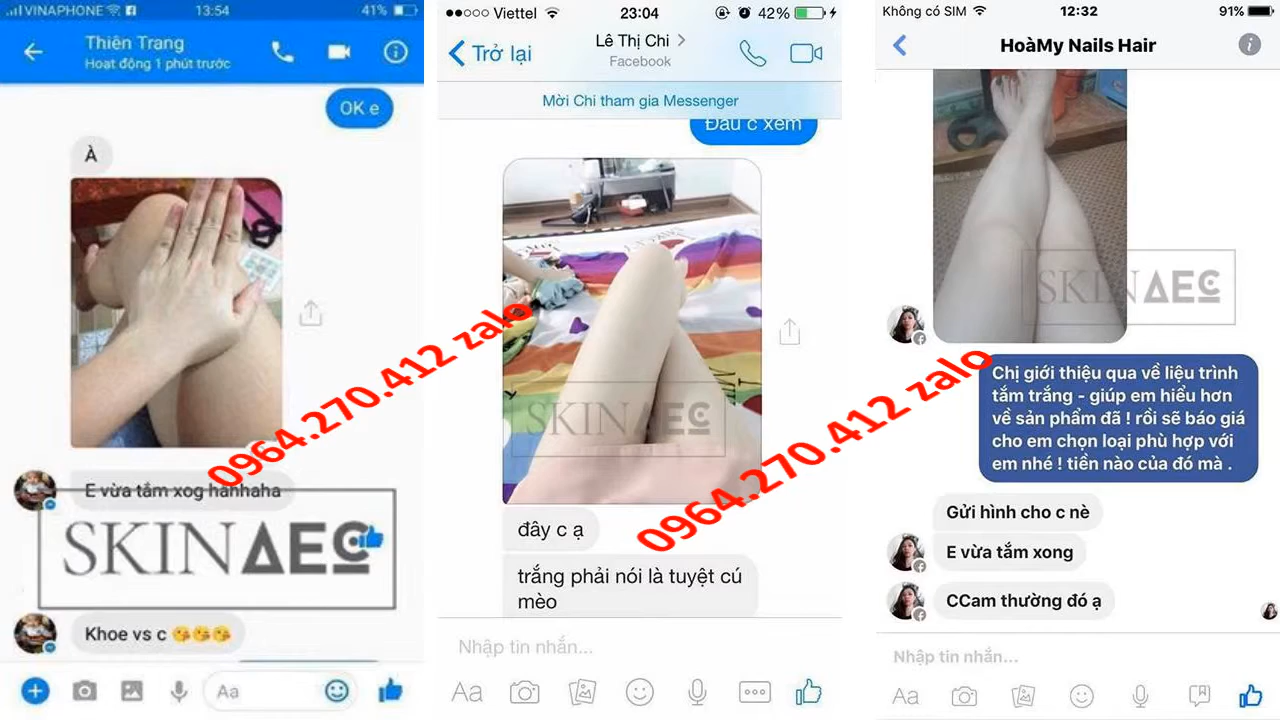 VINAPHONE
13:54
41%
Thiên Trang
Hoạt động 1 phút trước
OK e
À
E vừa tắm xog hahhaha
SKINAEC
Khoe vs c
Aa
Viettel
23:04
42%
Trở lại
Lê Thị Chi
Facebook
Mời Chi tham gia Messenger
Đâu c xem
SKINAEC
đây c ạ
trắng phải nói là tuyệt cú
mèo
Nhập tin nhắn...
Aa
0964.270.412 zalo
Không có SIM
12:32
91%
HoàMy Nails Hair
SKINAEC
Chị giới thiệu qua về liệu trình
tắm trắng - giúp em hiểu hơn
về sản phẩm đã ! rồi sẽ báo giá
cho em chọn loại phù hợp với
em nhé ! tiền nào của đó mà .
Gửi hình cho c nè
E vừa tắm xong
CCam thường đó ạ
Nhập tin nhắn...
Aa
0964.270.412 zalo